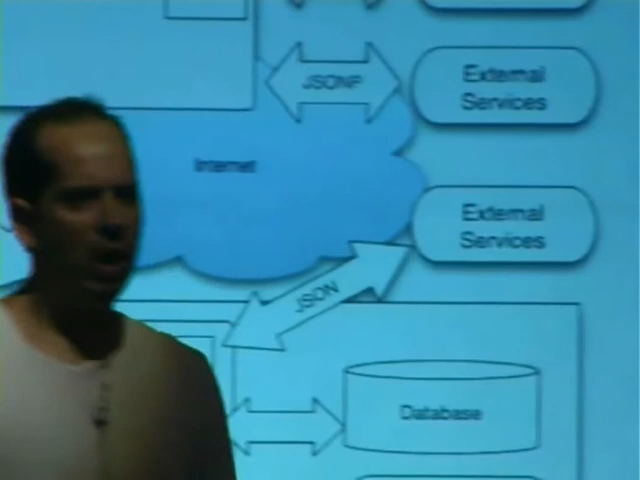 JSONP
External
Services
Internet
External
Services
JSON
Database